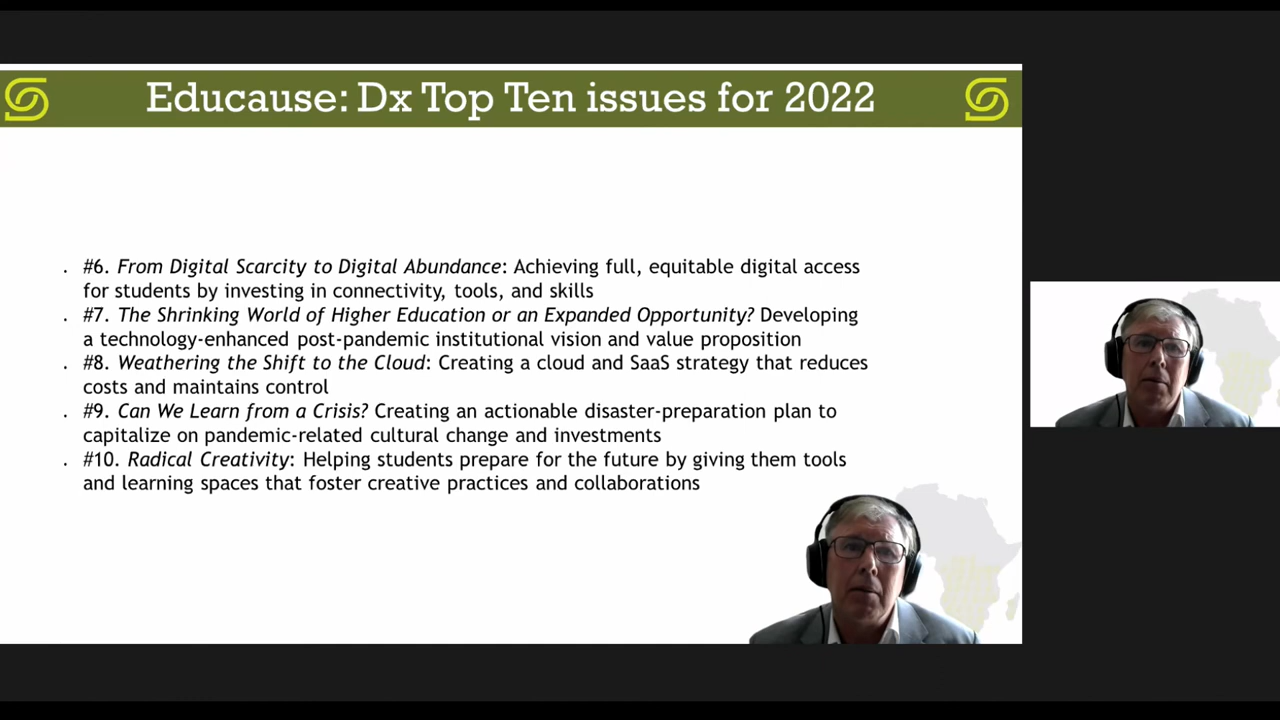 Educause: Dx Top Ten issues for 2022
. #6. From Digital Scarcity to Digital Abundance: Achieving full, equitable digital access
for students by investing in connectivity, tools, and skills
. #7. The Shrinking World of Higher Education or an Expanded Opportunity? Developing
a technology-enhanced post-pandemic institutional vision and value proposition
. #8. Weathering the Shift to the Cloud: Creating a cloud and SaaS strategy that reduces
costs and maintains control
. #9. Can We Learn from a Crisis? Creating an actionable disaster-preparation plan to
capitalize on pandemic-related cultural change and investments
. #10. Radical Creativity: Helping students prepare for the future by giving them tools
and learning spaces that foster creative practices and collaborations